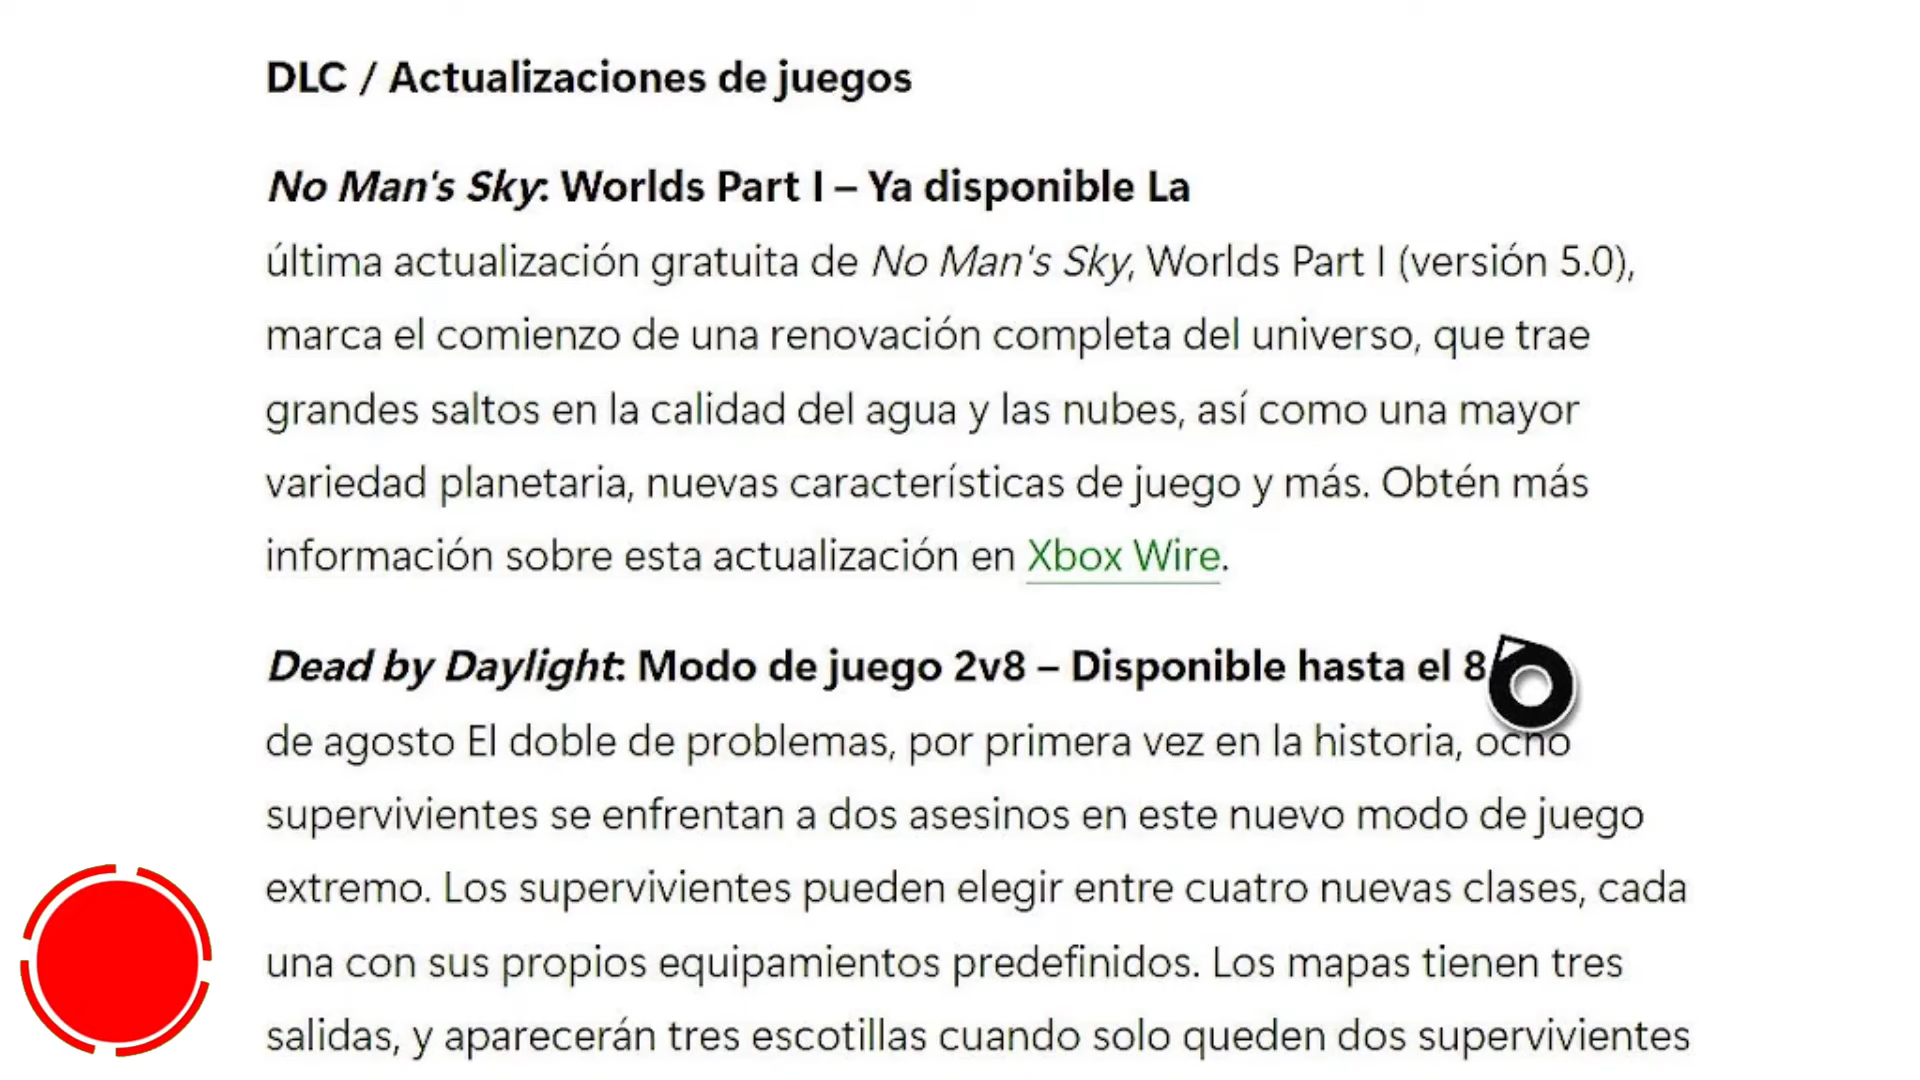 DLC / Actualizaciones de juegos
No Man's Sky: Worlds Part I – Ya disponible La
última actualización gratuita de No Man's Sky, Worlds Part I (versión 5.0),
marca el comienzo de una renovación completa del universo, que trae
grandes saltos en la calidad del agua y las nubes, así como una mayor
variedad planetaria, nuevas características de juego y más. Obtén más
información sobre esta actualización en Xbox Wire.
Dead by Daylight: Modo de juego 2v8 – Disponible hasta el 8
de agosto El doble de problemas, por primera vez en la historia, ocho
supervivientes se enfrentan a dos asesinos en este nuevo modo de juego
extremo. Los supervivientes pueden elegir entre cuatro nuevas clases, cada
una con sus propios equipamientos predefinidos. Los mapas tienen tres
salidas, y aparecerán tres escotillas cuando solo queden dos supervivientes